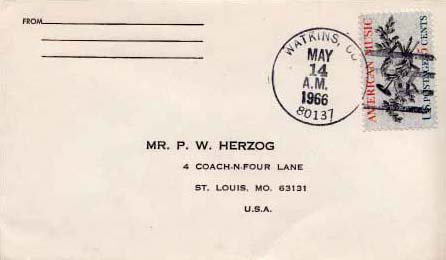 FROM
WATKINS, CO
MAY
14
A.M.
1966
80137
AMERICAN MUSIC
U.S. POSTAGE 5 CENTS
MR. P. W. HERZOG
4 COACH-N-FOUR LANE
ST. LOUIS, MO. 63131
U.S.A.